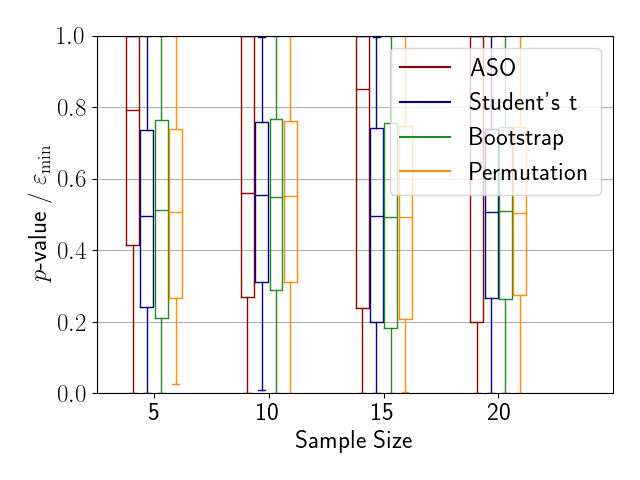 1.0
0.8
0.6
0.4
0.2
0.0
p-value / ε_min
5
10
15
20
Sample Size
ASO
Student's t
Bootstrap
Permutation